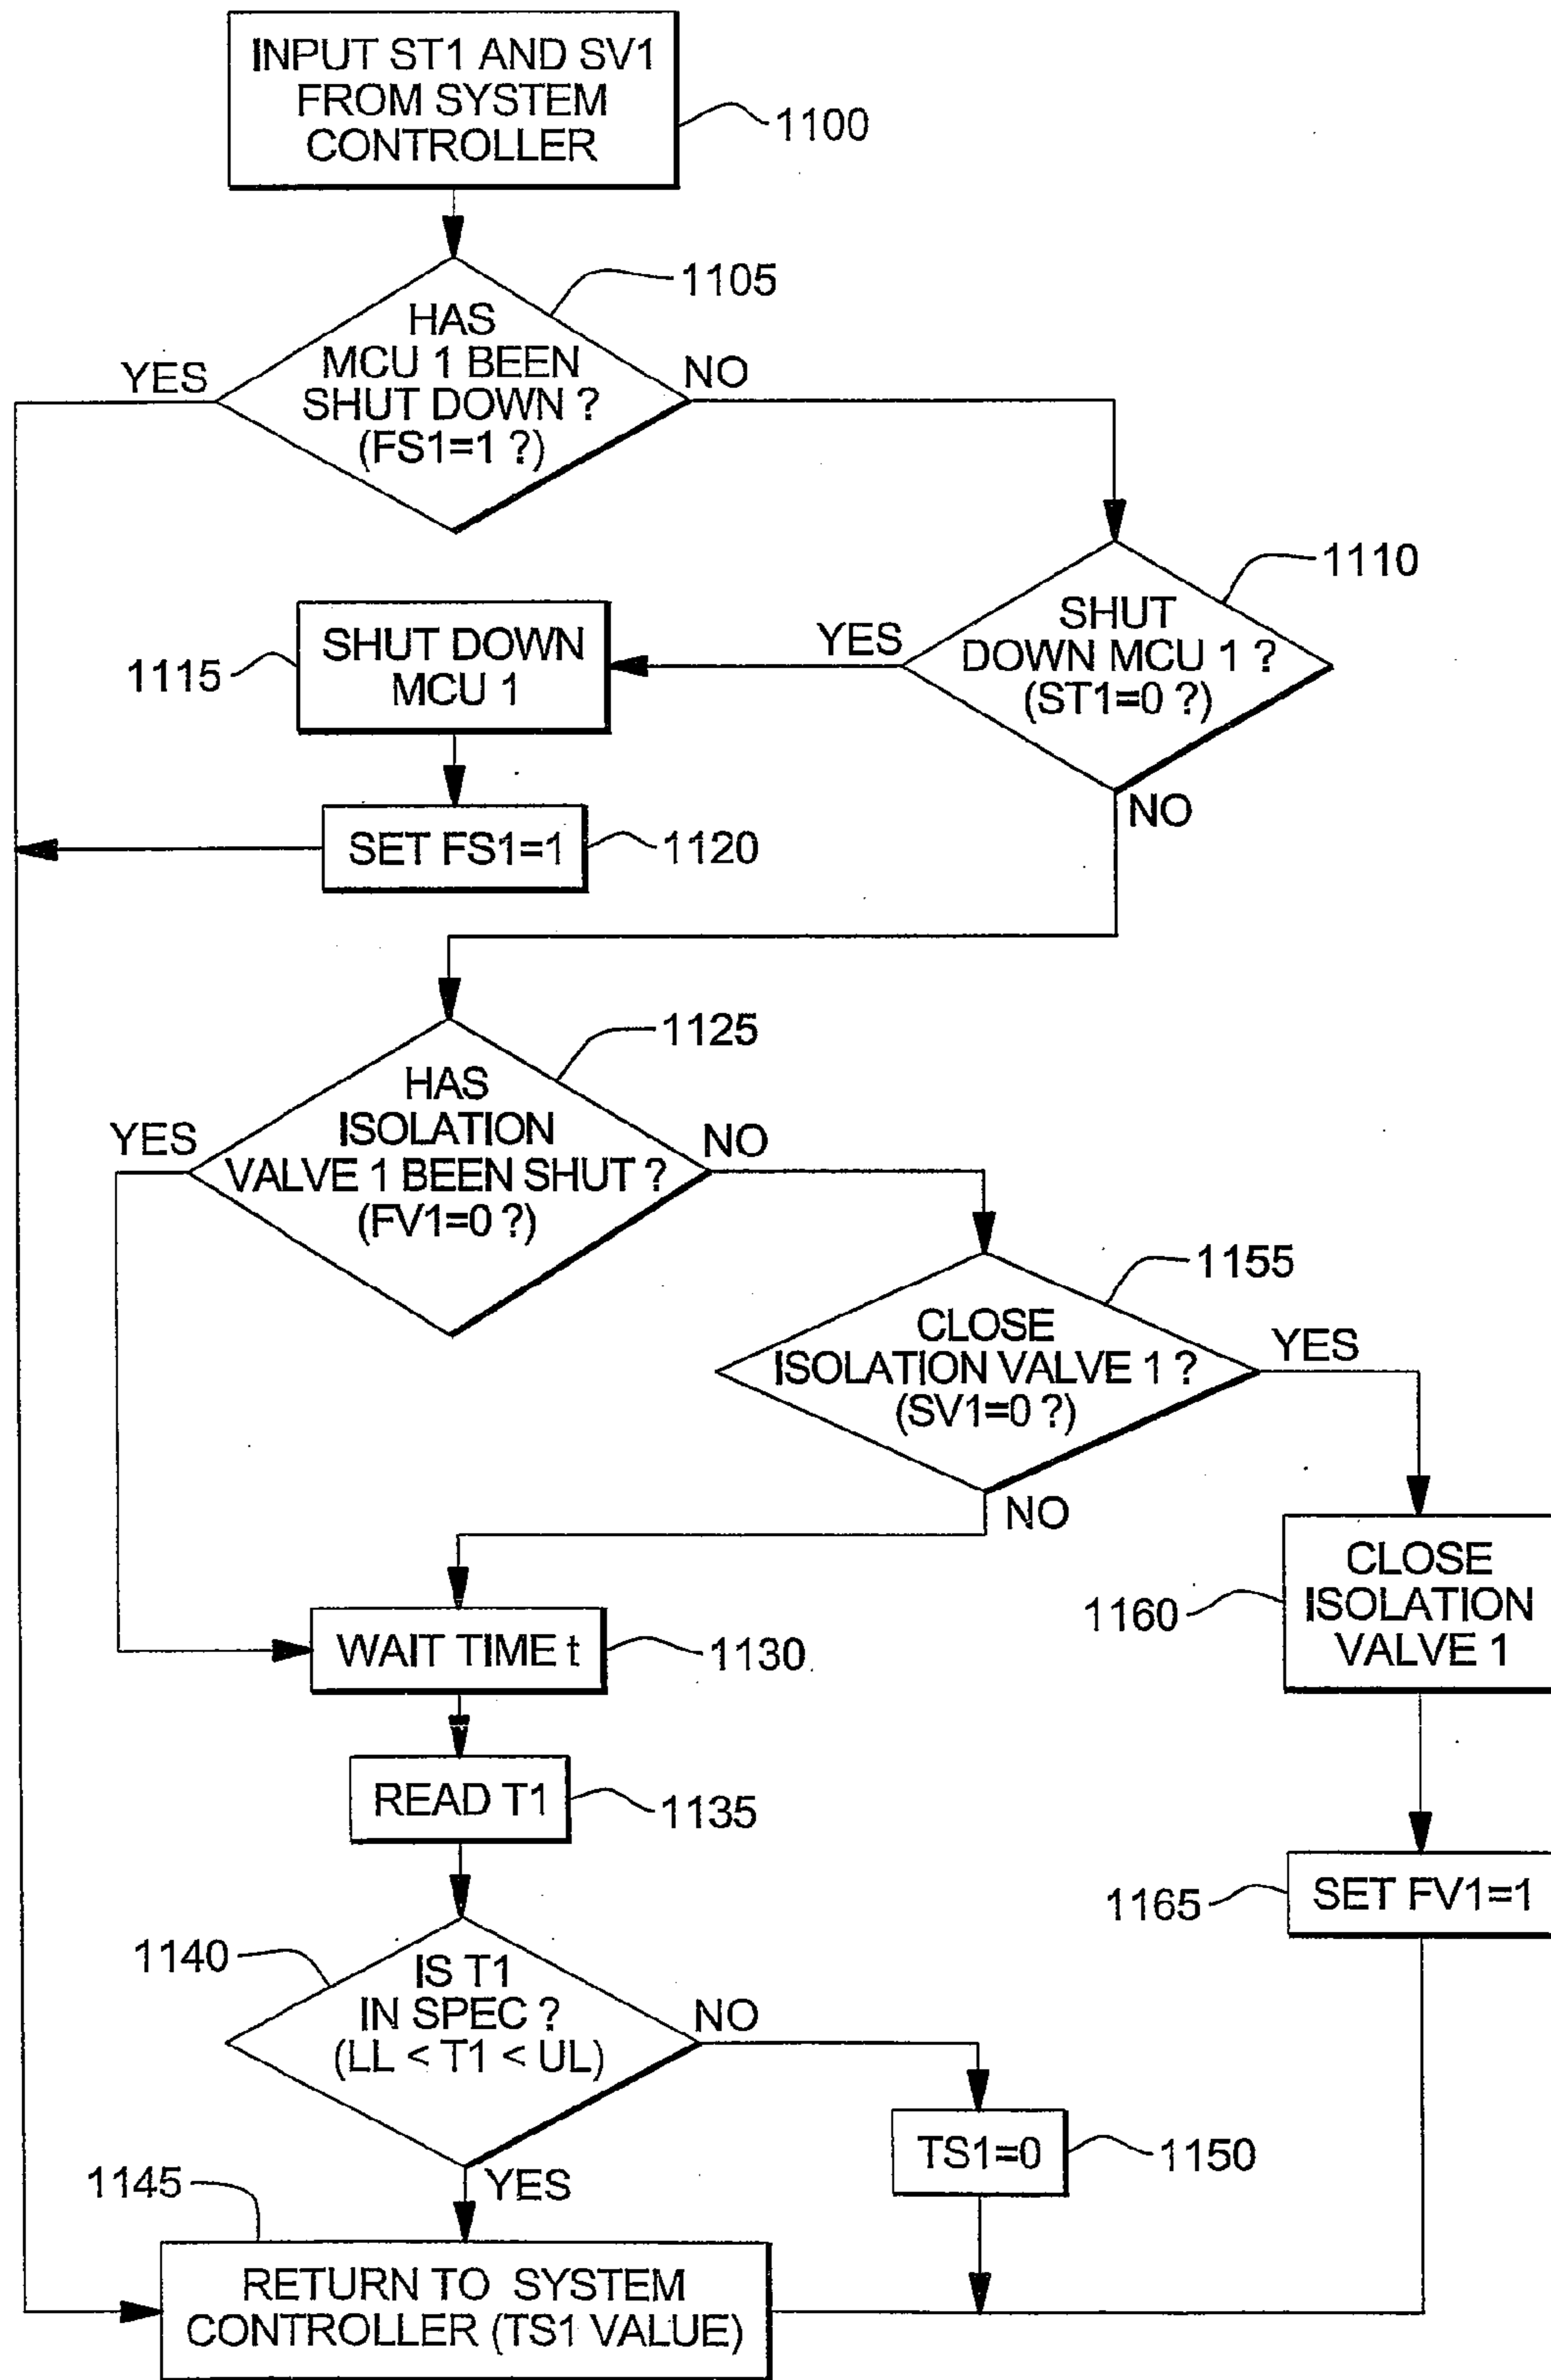 INPUT ST1 AND SV1
FROM SYSTEM
CONTROLLER
1100
1105
HAS
MCU 1 BEEN
SHUT DOWN ?
(FS1=1 ?)
YES
NO
1110
SHUT
DOWN MCU 1 ?
(ST1=0 ?)
YES
NO
SHUT DOWN
MCU 1
1115
SET FS1=1
1120
1125
HAS
ISOLATION
VALVE 1 BEEN SHUT ?
(FV1=0 ?)
YES
NO
1155
CLOSE
ISOLATION VALVE 1 ?
(SV1=0 ?)
YES
NO
CLOSE
ISOLATION
VALVE 1
1160
WAIT TIME t
1130
READ T1
1135
SET FV1=1
1165
1140
IS T1
IN SPEC ?
(LL < T1 < UL)
NO
YES
TS1=0
1150
1145
RETURN TO SYSTEM
CONTROLLER (TS1 VALUE)